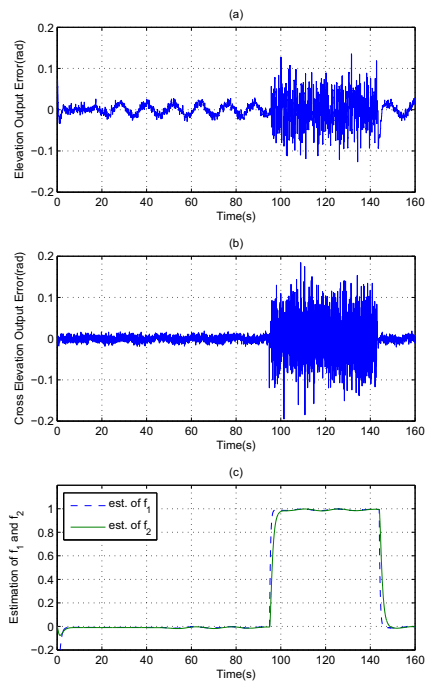 (a)
Elevation Output Error(rad)
0.2
0.1
0
−0.1
−0.2
0 20 40 60 80 100 120 140 160
Time(s)
(b)
Cross Elevation Output Error(rad)
0.2
0.1
0
−0.1
−0.2
0 20 40 60 80 100 120 140 160
Time(s)
(c)
Estimation of f1 and f2
est. of f1
est. of f2
1
0.8
0.6
0.4
0.2
0
−0.2
0 20 40 60 80 100 120 140 160
Time(s)